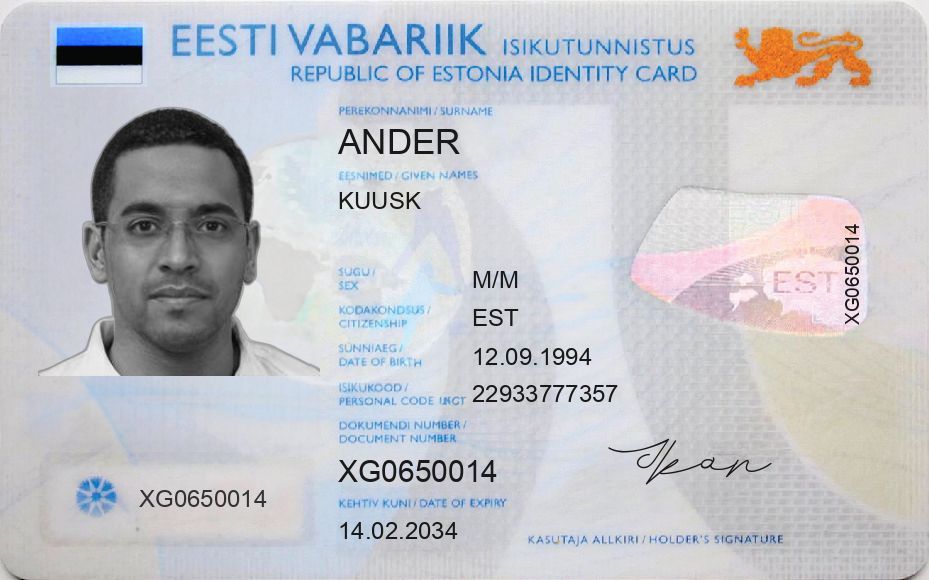 EESTI VABARIIK ISIKUTUNNISTUS
REPUBLIC OF ESTONIA IDENTITY CARD
PEREKONNANIMI / SURNAME
ANDER
EESNIMED / GIVEN NAMES
KUUSK
SUGU /
SEX
M/M
KODAKONDSUS /
CITIZENSHIP
EST
SÜNNIAEG /
DATE OF BIRTH
12.09.1994
ISIKUKOOD /
PERSONAL CODE
22933777357
DOKUMENDI NUMBER /
DOCUMENT NUMBER
XG0650014
KEHTIV KUNI / DATE OF EXPIRY
14.02.2034
XG0650014
EST
XG0650014
KASUTAJA ALLKIRI / HOLDER'S SIGNATURE